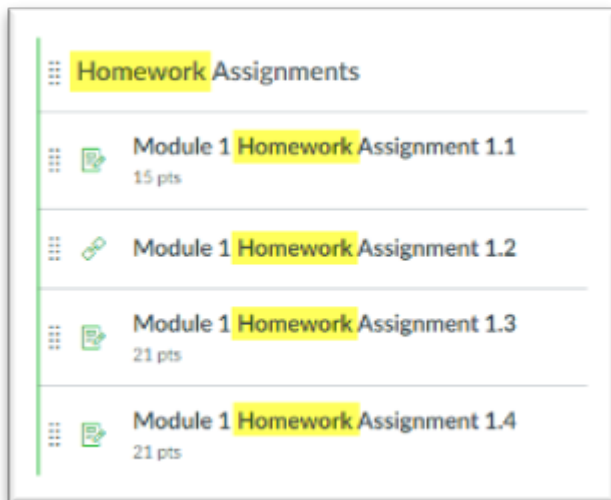 Homework Assignments
Module 1 Homework Assignment 1.1
15 pts
Module 1 Homework Assignment 1.2
Module 1 Homework Assignment 1.3
21 pts
Module 1 Homework Assignment 1.4
21 pts